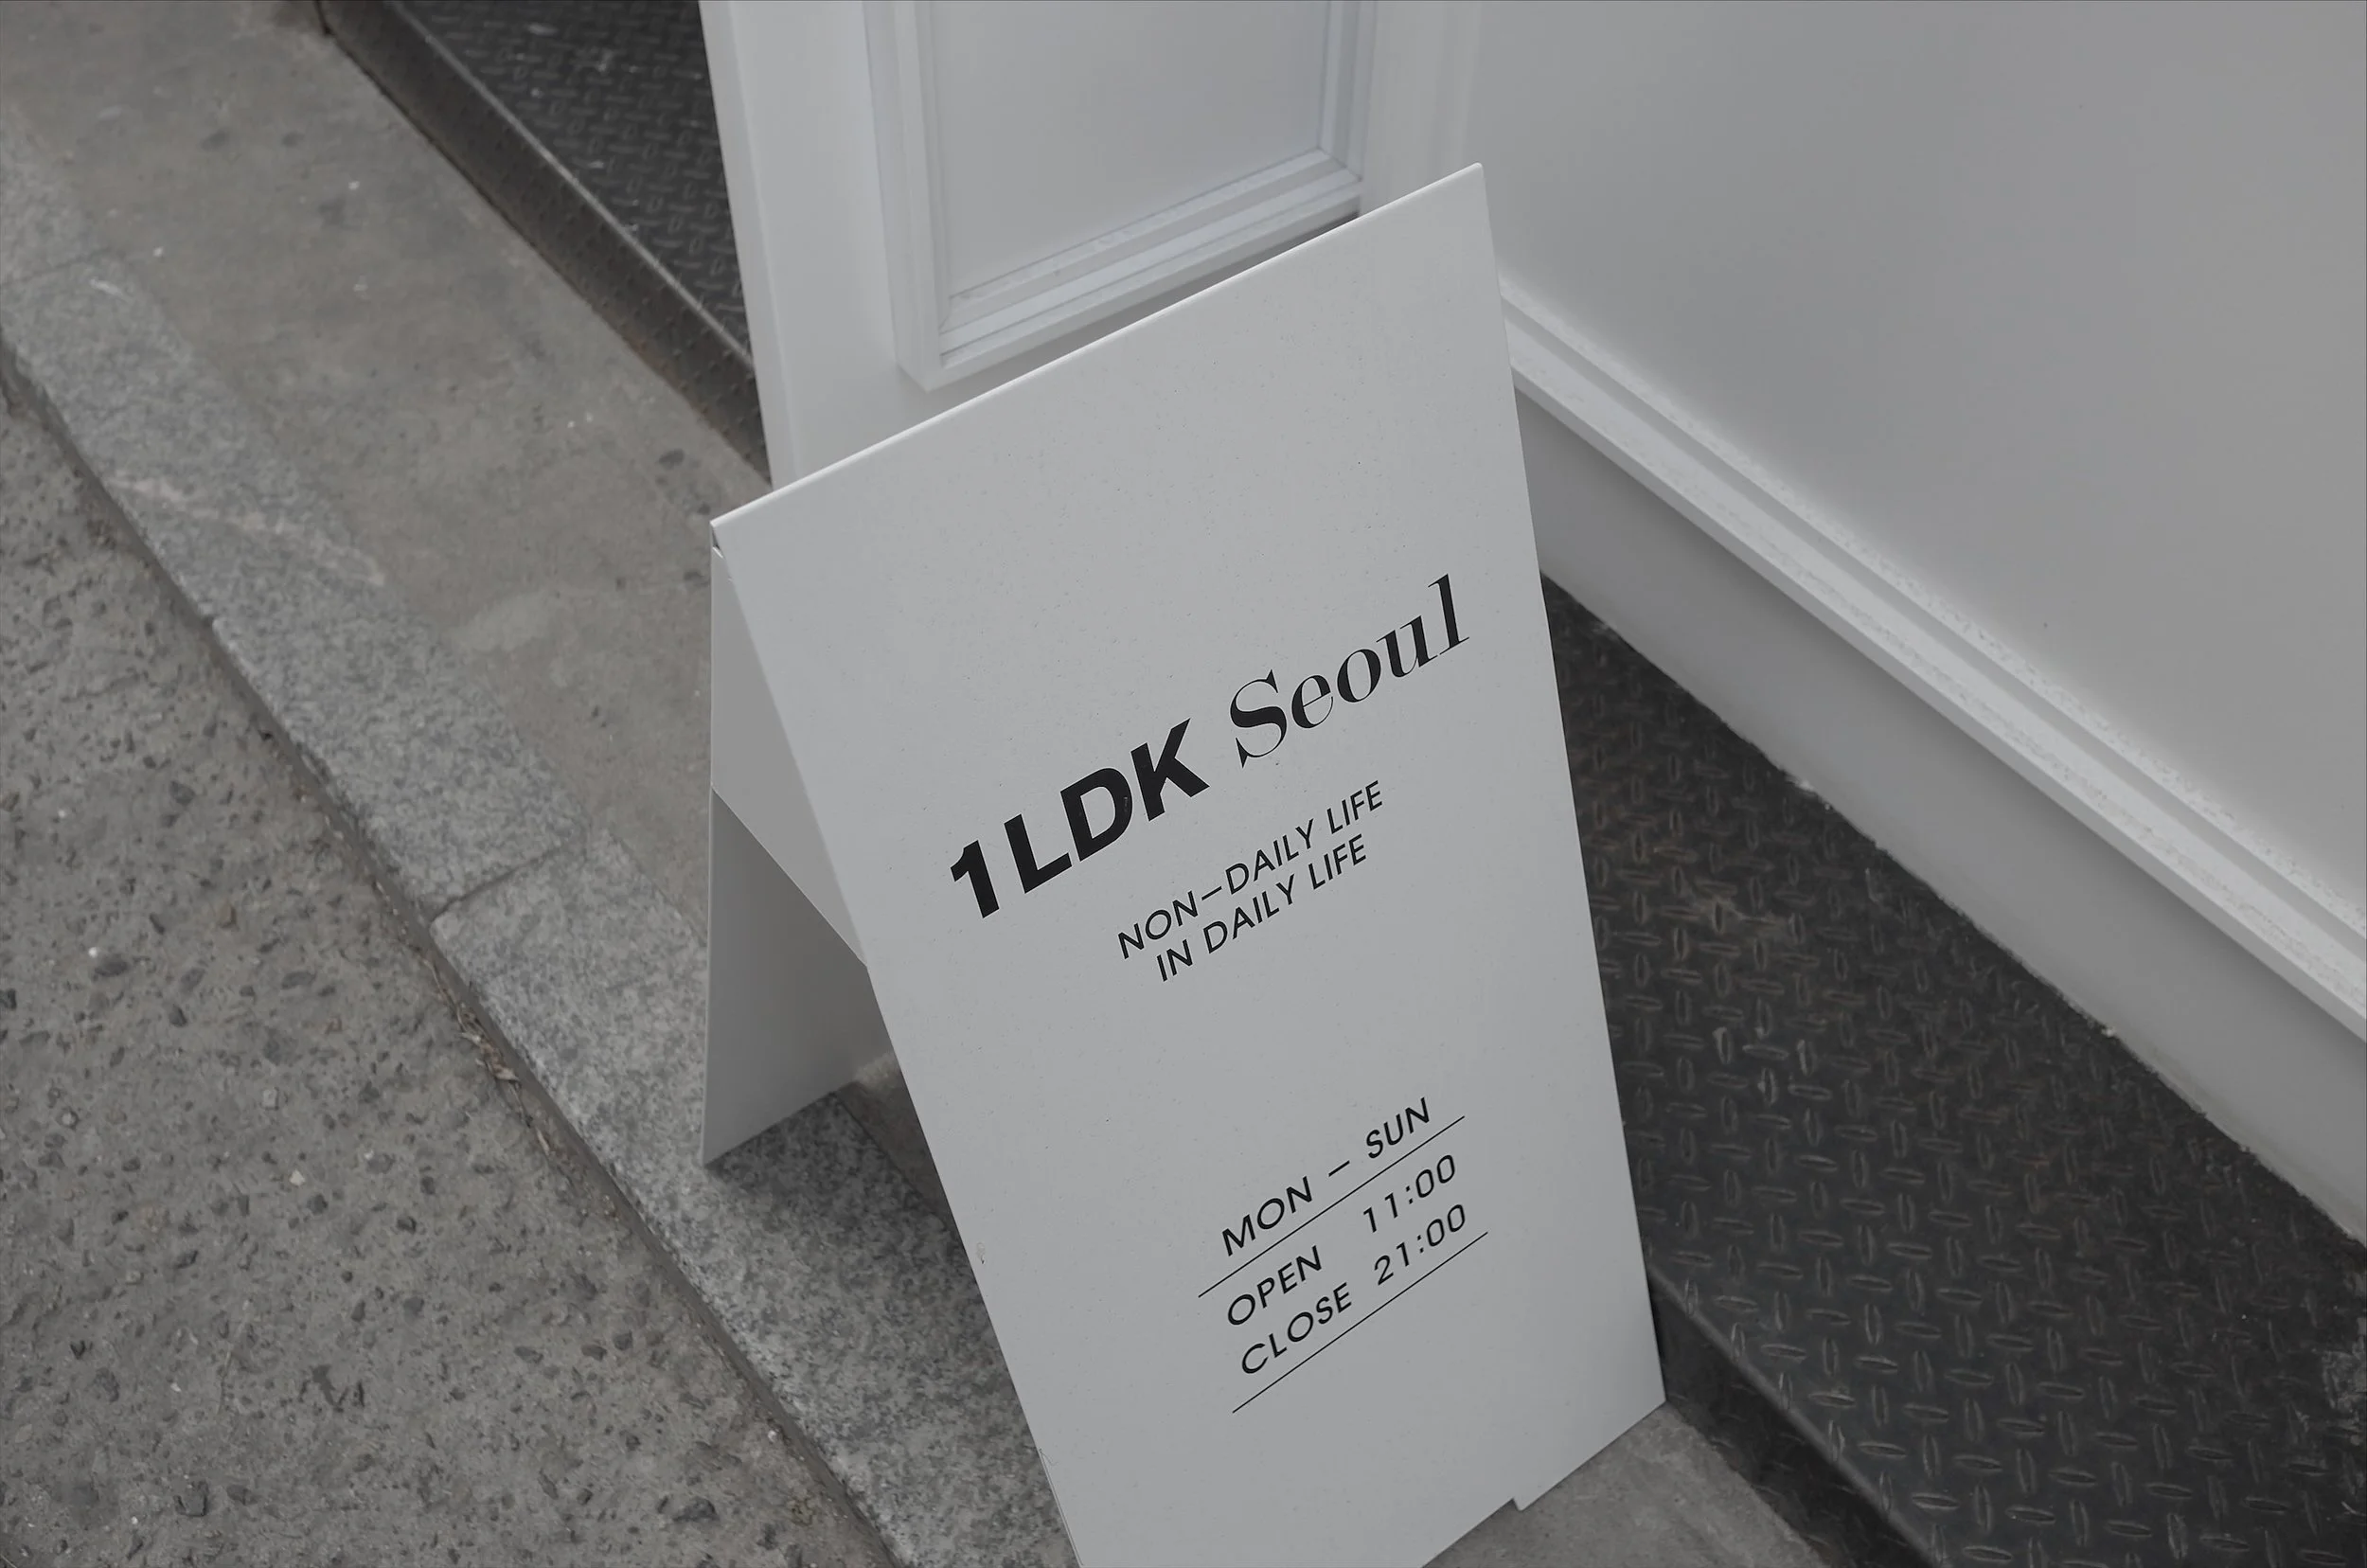 1LDK Seoul
NON–DAILY LIFE
IN DAILY LIFE
MON – SUN
OPEN 11:00
CLOSE 21:00